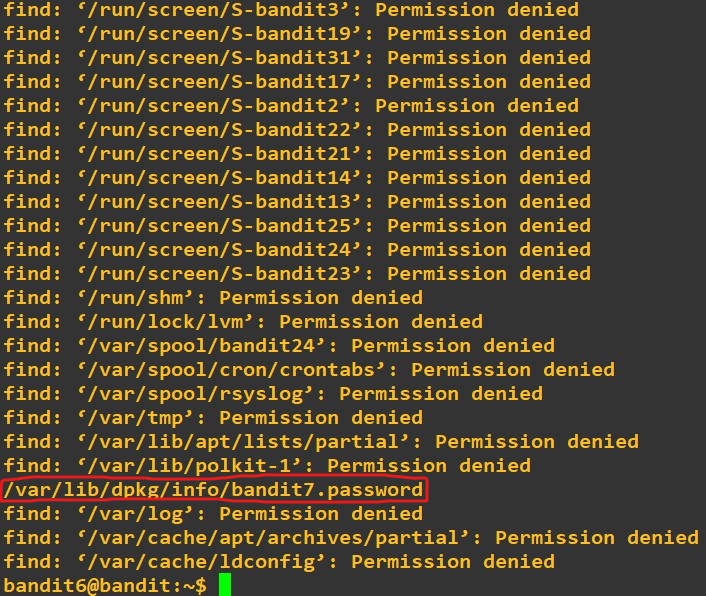 find: ‘/run/screen/S-bandit3’: Permission denied
find: ‘/run/screen/S-bandit19’: Permission denied
find: ‘/run/screen/S-bandit31’: Permission denied
find: ‘/run/screen/S-bandit17’: Permission denied
find: ‘/run/screen/S-bandit2’: Permission denied
find: ‘/run/screen/S-bandit22’: Permission denied
find: ‘/run/screen/S-bandit21’: Permission denied
find: ‘/run/screen/S-bandit14’: Permission denied
find: ‘/run/screen/S-bandit13’: Permission denied
find: ‘/run/screen/S-bandit25’: Permission denied
find: ‘/run/screen/S-bandit24’: Permission denied
find: ‘/run/screen/S-bandit23’: Permission denied
find: ‘/run/shm’: Permission denied
find: ‘/run/lock/lvm’: Permission denied
find: ‘/var/spool/bandit24’: Permission denied
find: ‘/var/spool/cron/crontabs’: Permission denied
find: ‘/var/spool/rsyslog’: Permission denied
find: ‘/var/tmp’: Permission denied
find: ‘/var/lib/apt/lists/partial’: Permission denied
find: ‘/var/lib/polkit-1’: Permission denied
/var/lib/dpkg/info/bandit7.password
find: ‘/var/log’: Permission denied
find: ‘/var/cache/apt/archives/partial’: Permission denied
find: ‘/var/cache/ldconfig’: Permission denied
bandit6@bandit:~$